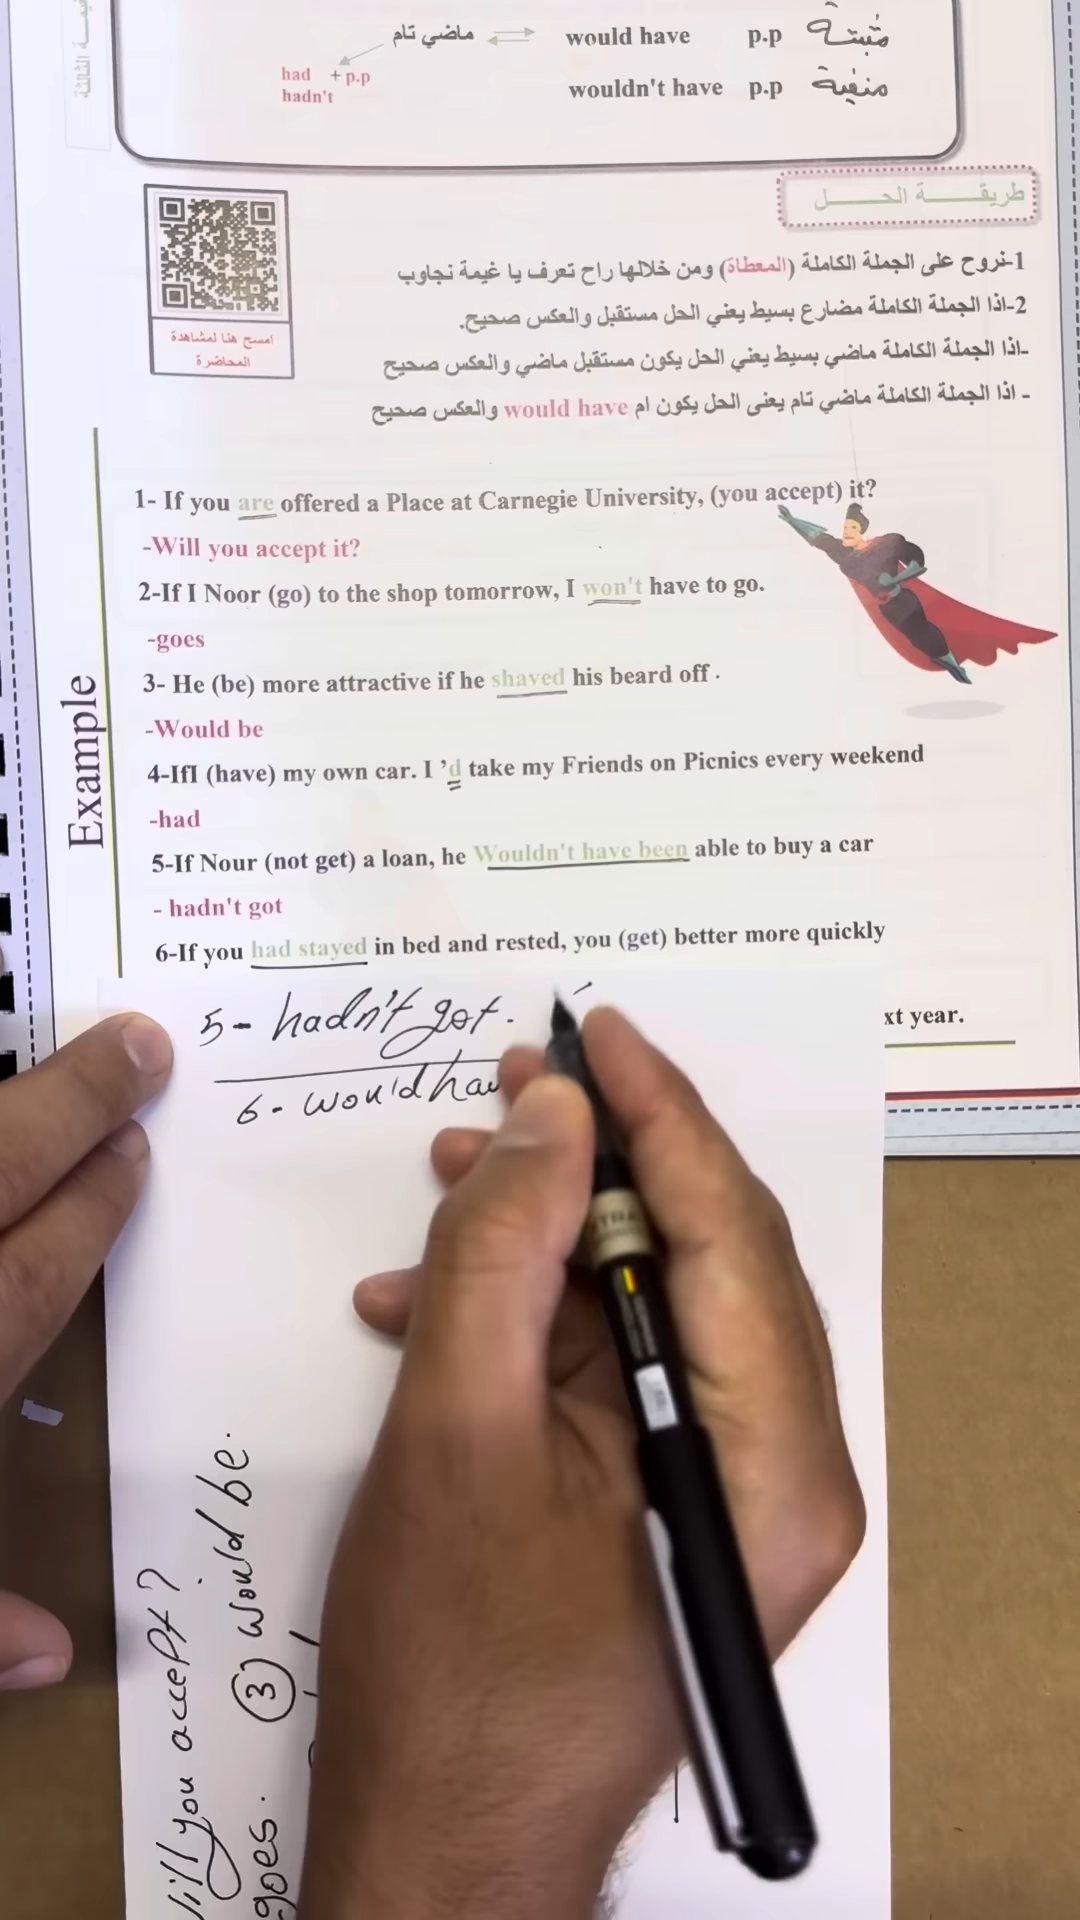 ماضي تام ⇌ would have p.p مثبتة
had + p.p
hadn't
wouldn't have p.p منفية
طريقة الحل
امسح هنا لمشاهدة
المحاضرة
1-نروح على الجملة الكاملة (المعطاة) ومن خلالها راح تعرف يا غيمة نجاوب
2-اذا الجملة الكاملة مضارع بسيط يعني الحل مستقبل والعكس صحيح.
-اذا الجملة الكاملة ماضي بسيط يعني الحل يكون مستقبل ماضي والعكس صحيح
- اذا الجملة الكاملة ماضي تام يعني الحل يكون ام would have والعكس صحيح
Example
1- If you are offered a Place at Carnegie University, (you accept) it?
-Will you accept it?
2-If I Noor (go) to the shop tomorrow, I won't have to go.
-goes
3- He (be) more attractive if he shaved his beard off .
-Would be
4-IfI (have) my own car. I 'd take my Friends on Picnics every weekend
-had
5-If Nour (not get) a loan, he Wouldn't have been able to buy a car
- hadn't got
6-If you had stayed in bed and rested, you (get) better more quickly
xt year.
5- hadn't got.
6- would hav
ill you accept?
goes. 3 would be.